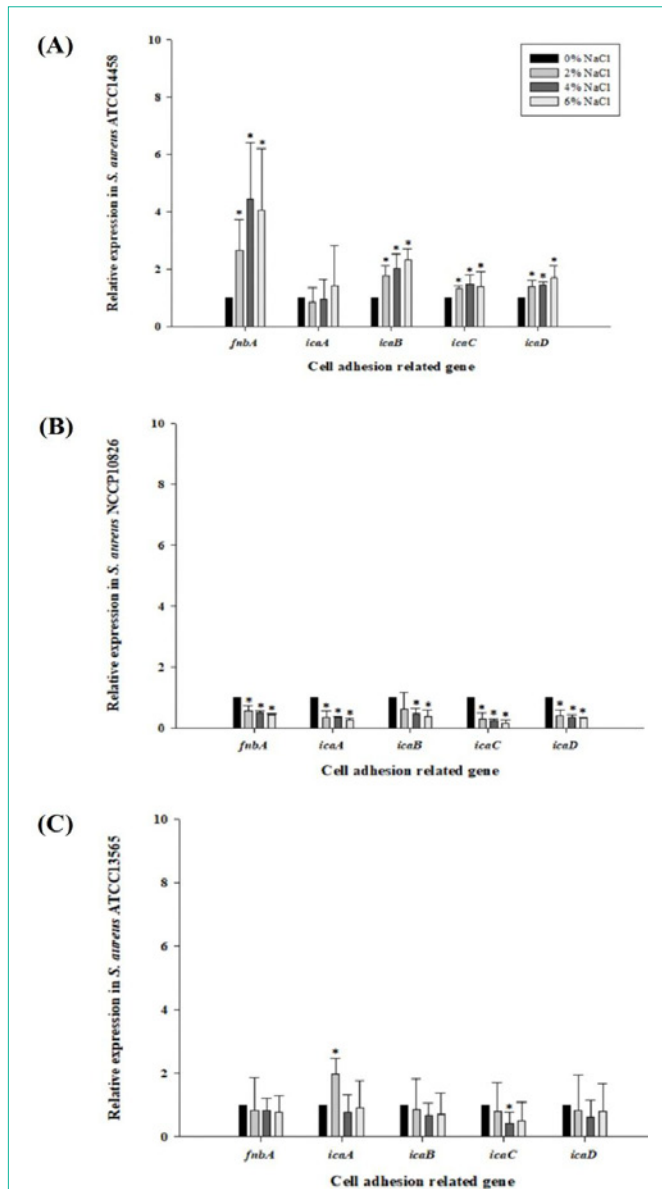 (A)
Relative expression in S. aureus ATCC14458
10
8
6
4
2
0
0% NaCl
2% NaCl
4% NaCl
6% NaCl
* * *
* * *
* * *
* * *
fnbA icaA icaB icaC icaD
Cell adhesion related gene
(B)
Relative expression in S. aureus NCCP10826
10
8
6
4
2
0
* * *
* * *
* *
* * *
* * *
fnbA icaA icaB icaC icaD
Cell adhesion related gene
(C)
Relative expression in S. aureus ATCC13565
10
8
6
4
2
0
*
*
fnbA icaA icaB icaC icaD
Cell adhesion related gene